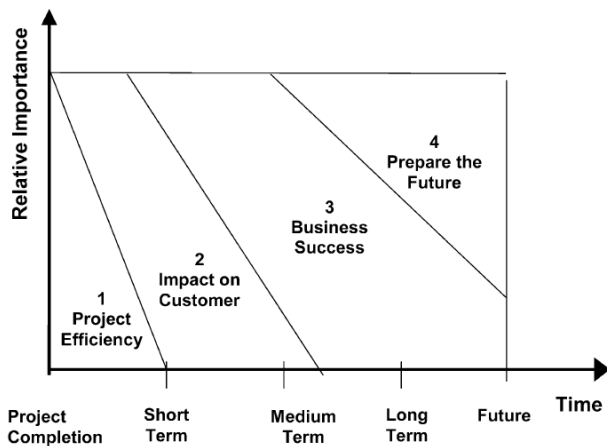 Relative Importance
4
Prepare the
Future
3
Business
Success
2
Impact on
Customer
1
Project
Efficiency
Time
Project
Completion
Short
Term
Medium
Term
Long
Term
Future